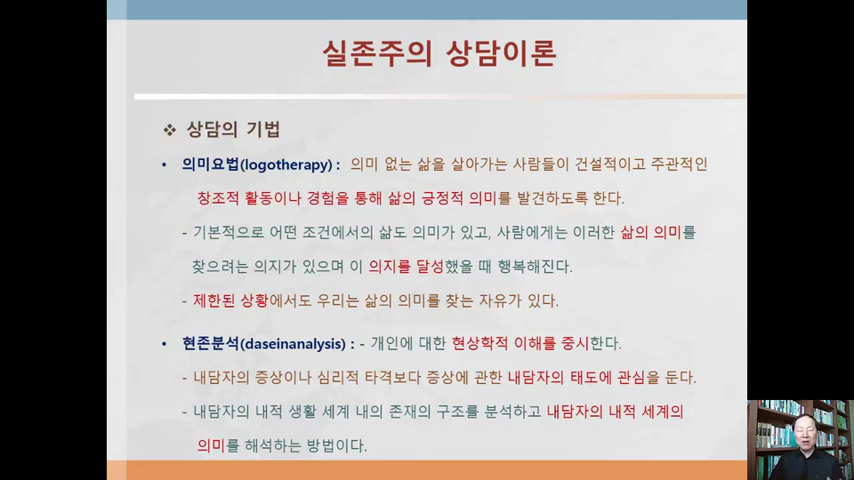 실존주의 상담이론
❖ 상담의 기법
• 의미요법(logotherapy) : 의미 없는 삶을 살아가는 사람들이 건설적이고 주관적인
창조적 활동이나 경험을 통해 삶의 긍정적 의미를 발견하도록 한다.
- 기본적으로 어떤 조건에서의 삶도 의미가 있고, 사람에게는 이러한 삶의 의미를
찾으려는 의지가 있으며 이 의지를 달성했을 때 행복해진다.
- 제한된 상황에서도 우리는 삶의 의미를 찾는 자유가 있다.
• 현존분석(daseinanalysis) : - 개인에 대한 현상학적 이해를 중시한다.
- 내담자의 증상이나 심리적 타격보다 증상에 관한 내담자의 태도에 관심을 둔다.
- 내담자의 내적 생활 세계 내의 존재의 구조를 분석하고 내담자의 내적 세계의
의미를 해석하는 방법이다.